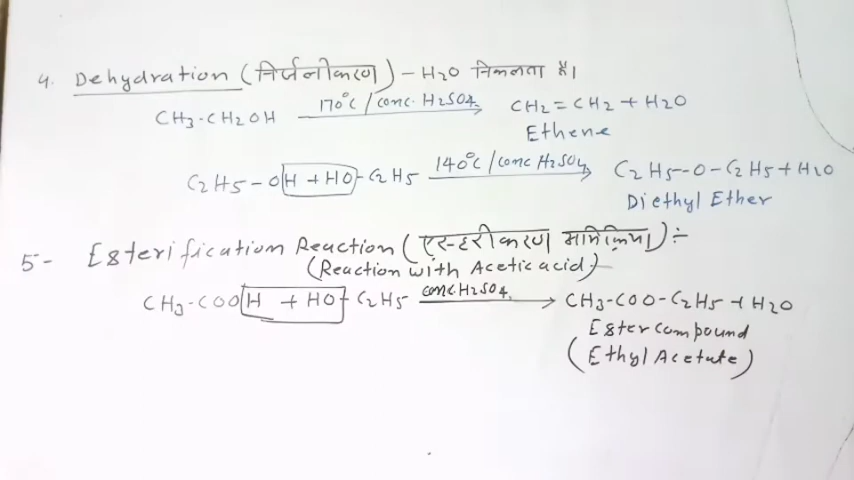 4. Dehydration (निर्जलीकरण) - H2O निकलता है।
CH3-CH2OH 170°C / conc. H2SO4 CH2=CH2 + H2O
Ethene
C2H5-OH + HO-C2H5 140°C / conc H2SO4 C2H5-O-C2H5 + H2O
Diethyl Ether
5- Esterification Reaction (एस्टरीकरण अभिक्रिया) :-
(Reaction with Acetic acid)
CH3-COOH + HO-C2H5 conc. H2SO4 CH3-COO-C2H5 + H2O
Ester compound
(Ethyl Acetate)